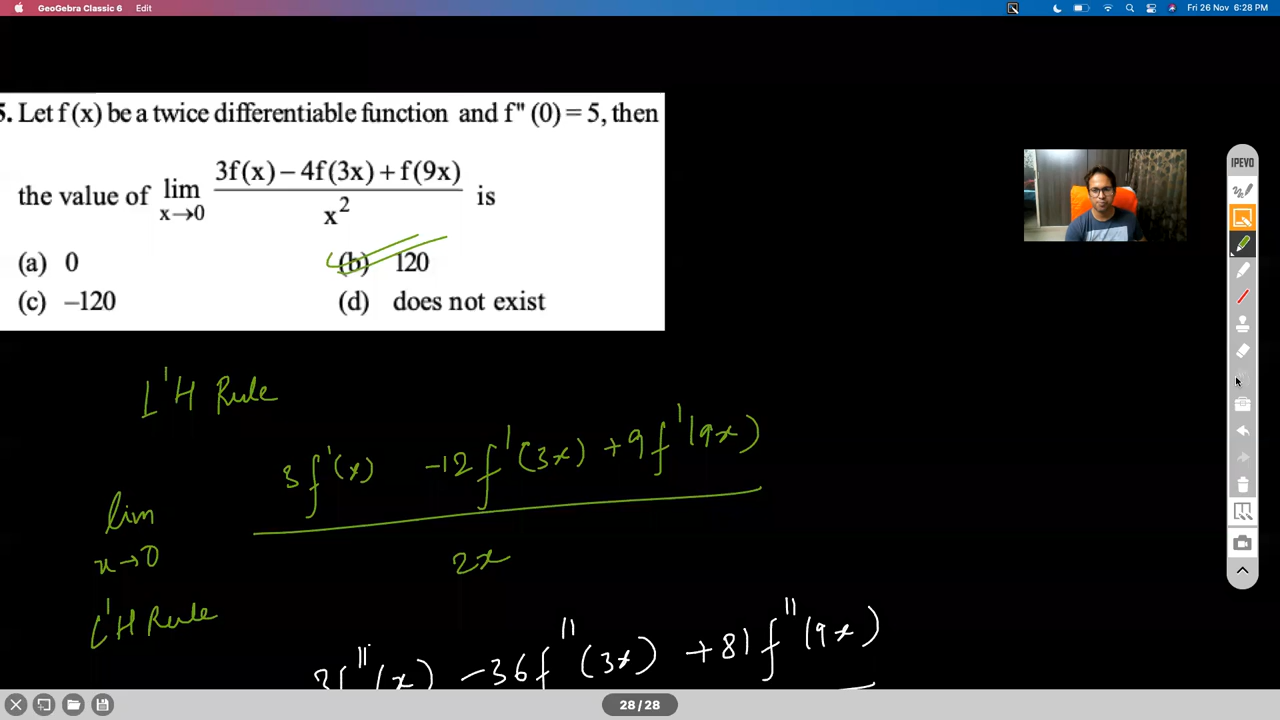 GeoGebra Classic 6 Edit Fri 26 Nov 6:28 PM
5. Let f (x) be a twice differentiable function and f" (0) = 5, then
the value of lim x→0 (3f(x) – 4f(3x) + f(9x)) / x² is
(a) 0 (b) 120
(c) –120 (d) does not exist
IPEVO
L'H Rule
lim x→0 (3f'(x) -12f'(3x) +9f'(9x)) / 2x
L'H Rule
3f''(x) -36f''(3x) +81f''(9x)
28 / 28